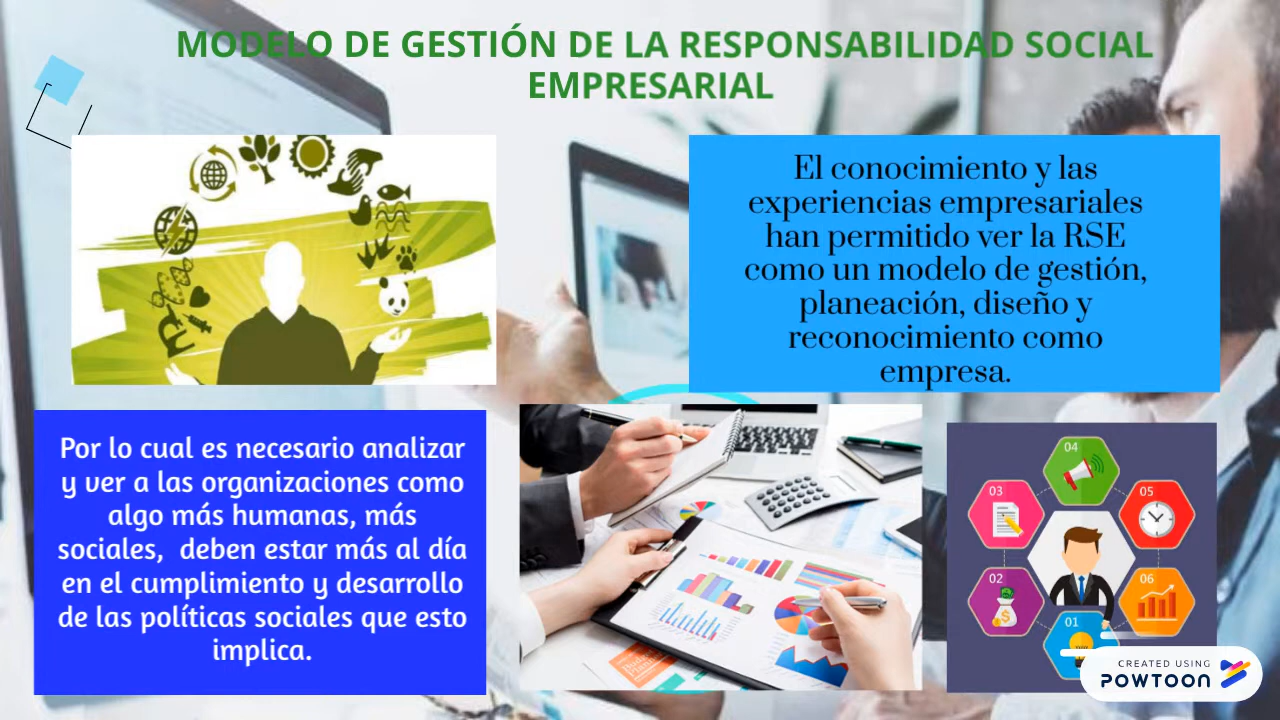 MODELO DE GESTIÓN DE LA RESPONSABILIDAD SOCIAL
EMPRESARIAL
El conocimiento y las
experiencias empresariales
han permitido ver la RSE
como un modelo de gestión,
planeación, diseño y
reconocimiento como
empresa.
Por lo cual es necesario analizar
y ver a las organizaciones como
algo más humanas, más
sociales,  deben estar más al día
en el cumplimiento y desarrollo
de las políticas sociales que esto
implica.
04
03
05
02
06
01
CREATED USING
POWTOON